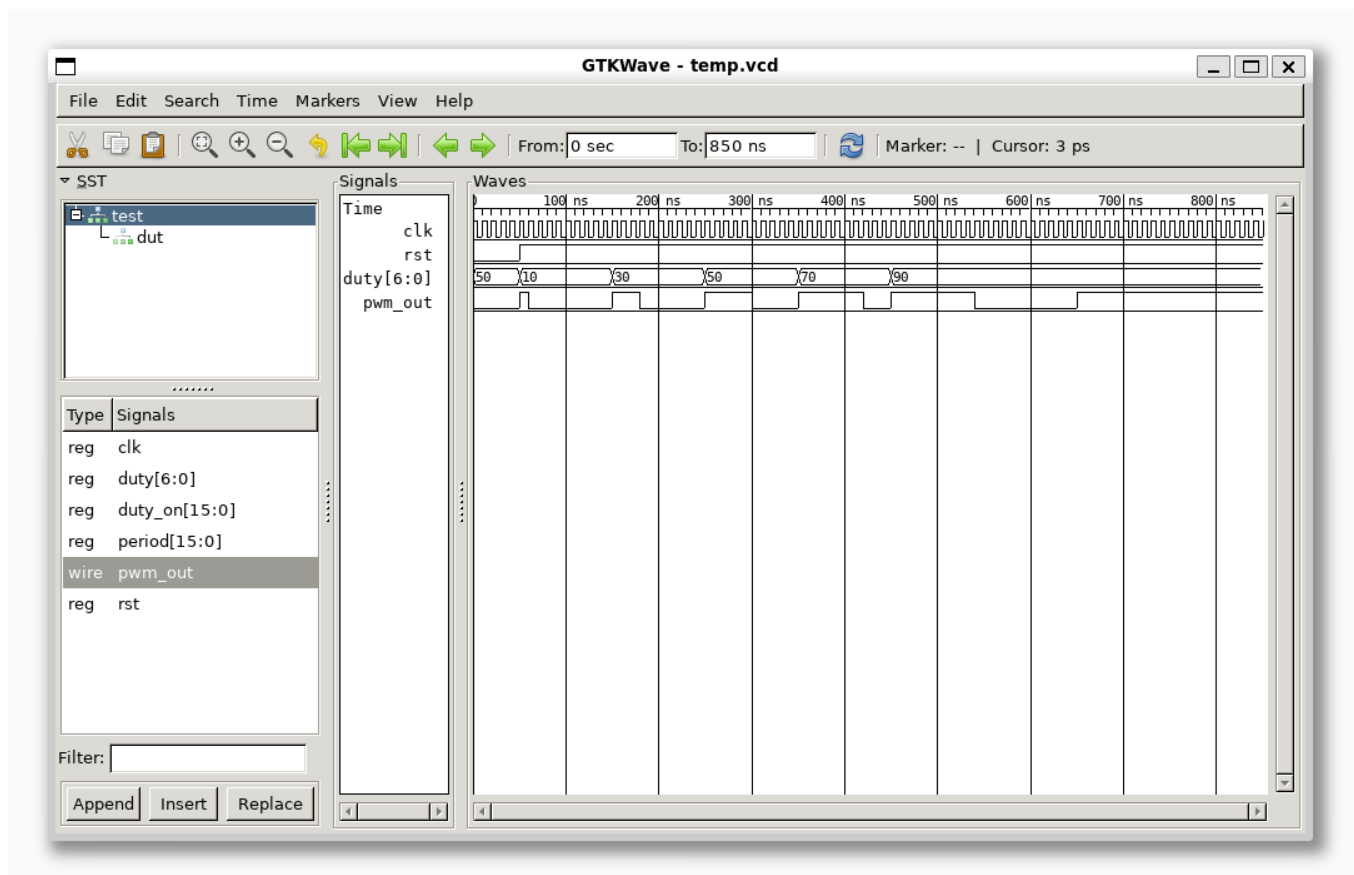 GTKWave - temp.vcd
File Edit Search Time Markers View Help
From: 0 sec To: 850 ns Marker: -- | Cursor: 3 ps
SST
test
dut
Type Signals
reg clk
reg duty[6:0]
reg duty_on[15:0]
reg period[15:0]
wire pwm_out
reg rst
Filter:
Append Insert Replace
Signals
Time
clk
rst
duty[6:0]
pwm_out
Waves
100 ns 200 ns 300 ns 400 ns 500 ns 600 ns 700 ns 800 ns
50 10 30 50 70 90